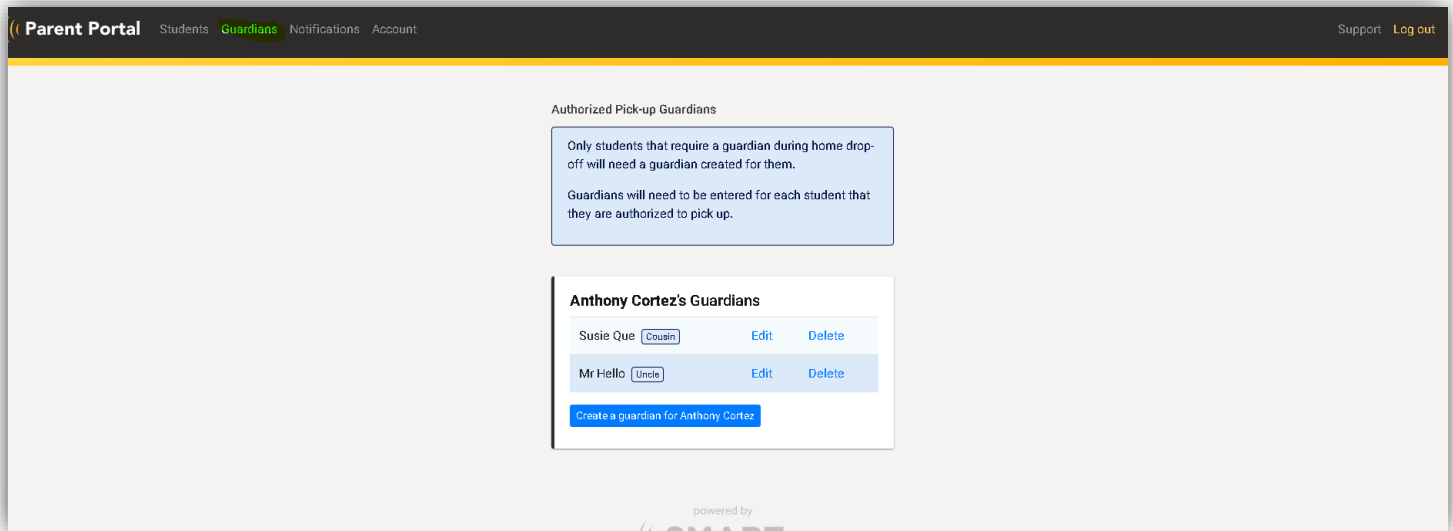 Parent Portal Students Guardians Notifications Account Support Log out
Authorized Pick-up Guardians
Only students that require a guardian during home drop-
off will need a guardian created for them.
Guardians will need to be entered for each student that
they are authorized to pick up.
Anthony Cortez's Guardians
Susie Que Cousin Edit Delete
Mr Hello Uncle Edit Delete
Create a guardian for Anthony Cortez
powered by
SMART